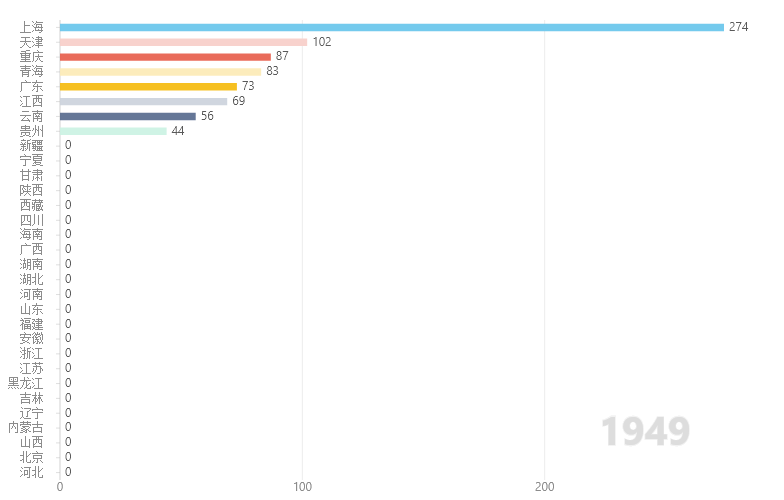 上海 274
天津 102
重庆 87
青海 83
广东 73
江西 69
云南 56
贵州 44
新疆 0
宁夏 0
甘肃 0
陕西 0
西藏 0
四川 0
海南 0
广西 0
湖南 0
湖北 0
河南 0
山东 0
福建 0
安徽 0
浙江 0
江苏 0
黑龙江 0
吉林 0
辽宁 0
内蒙古 0
山西 0
北京 0
河北 0
1949
0 100 200